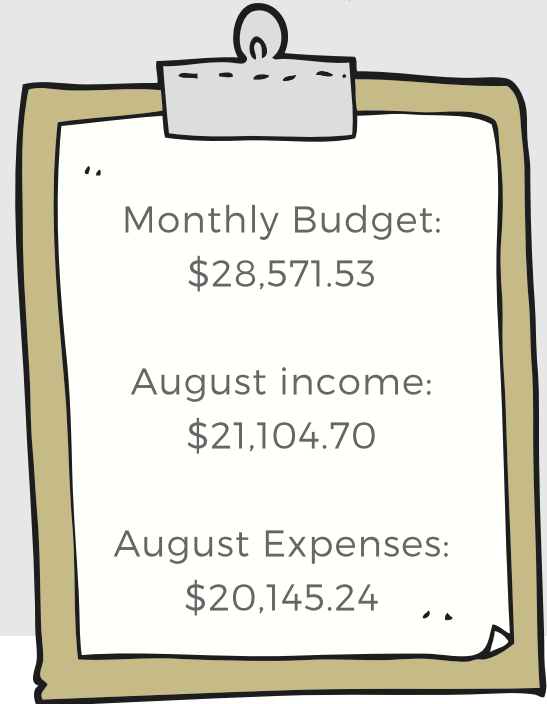 Monthly Budget:
$28,571.53
August income:
$21,104.70
August Expenses:
$20,145.24